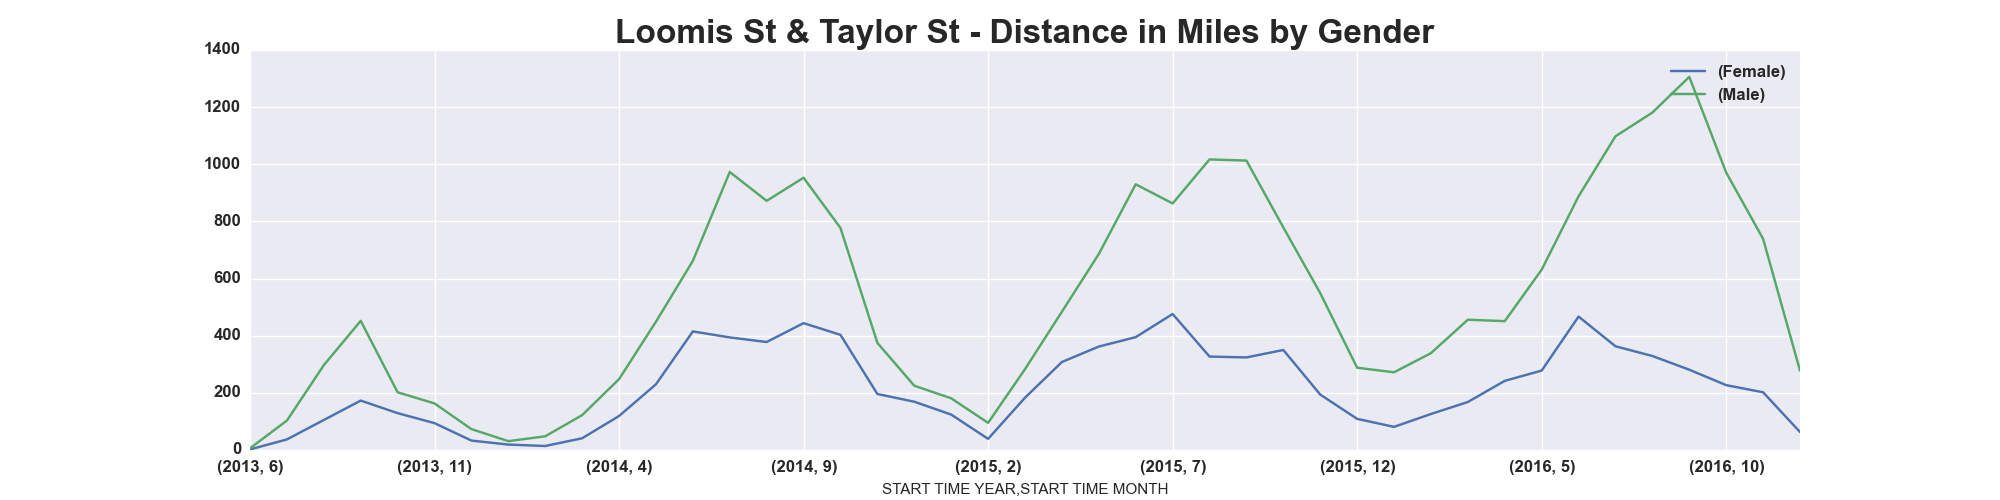 Loomis St & Taylor St - Distance in Miles by Gender
1400
1200
1000
800
600
400
200
0
(Female)
(Male)
(2013, 6) (2013, 11) (2014, 4) (2014, 9) (2015, 2) (2015, 7) (2015, 12) (2016, 5) (2016, 10)
START TIME YEAR,START TIME MONTH